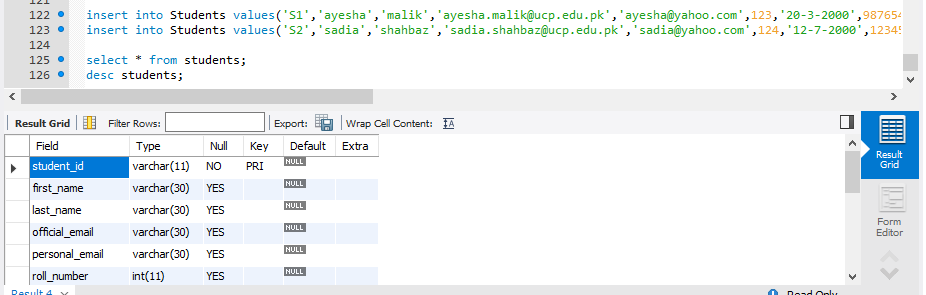 121
122 insert into Students values('S1','ayesha','malik','ayesha.malik@ucp.edu.pk','ayesha@yahoo.com',123,'20-3-2000',987654
123 insert into Students values('S2','sadia','shahbaz','sadia.shahbaz@ucp.edu.pk','sadia@yahoo.com',124,'12-7-2000',12345
125 select * from students;
126 desc students;
Result Grid Filter Rows: Export: Wrap Cell Content:
Field Type Null Key Default Extra
student_id varchar(11) NO PRI NULL
first_name varchar(30) YES NULL
last_name varchar(30) YES NULL
official_email varchar(30) YES NULL
personal_email varchar(30) YES NULL
roll_number int(11) YES NULL
Result Grid
Form Editor
Result 4 Read Only